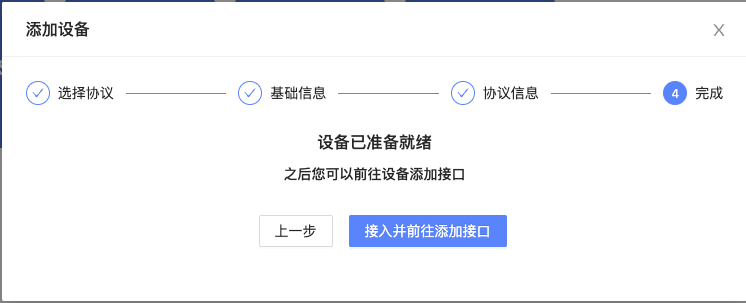 添加设备
选择协议
基础信息
协议信息
4 完成
设备已准备就绪
之后您可以前往设备添加接口
上一步
接入并前往添加接口